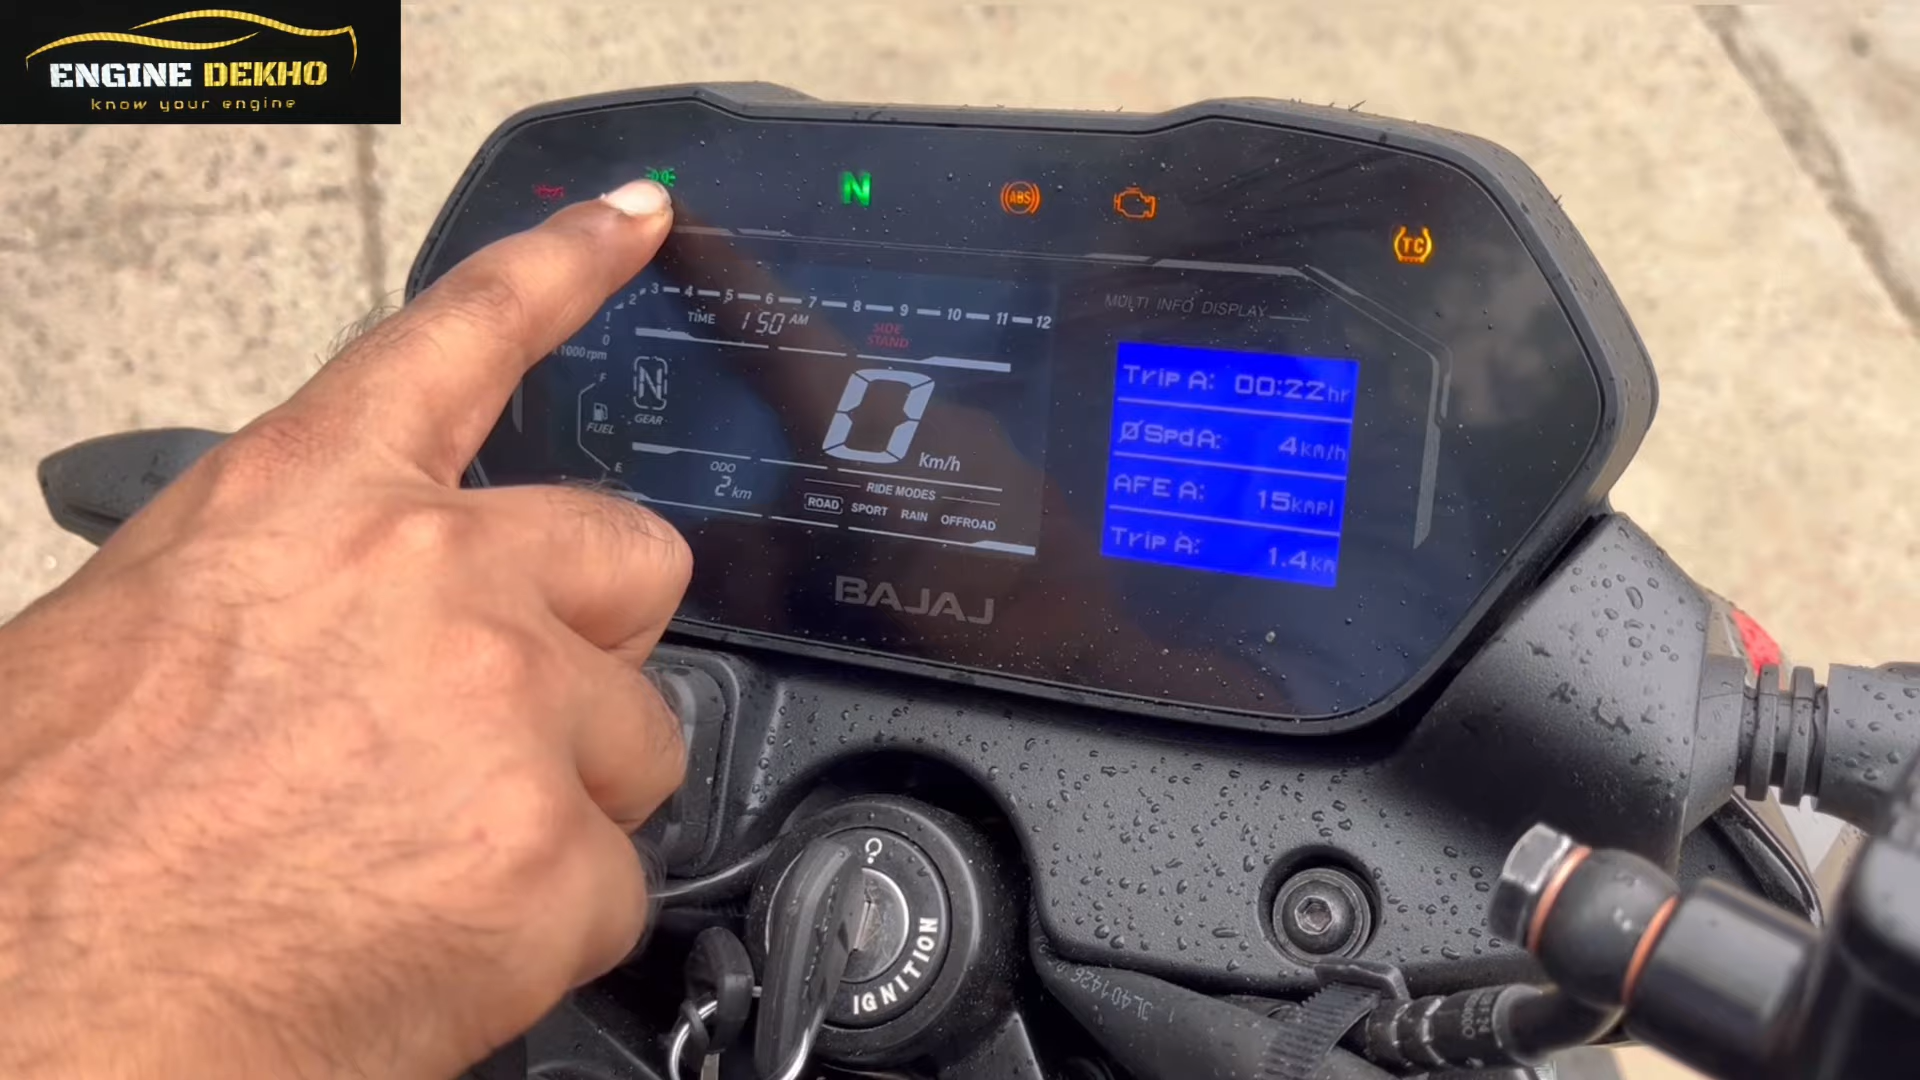 ENGINE DEKHO
know your engine
N
ABS
TC
MULTI INFO DISPLAY
0 1 2 3 4 5 6 7 8 9 10 11 12
x 1000 rpm
TIME 1 50 AM
SIDE
STAND
N
GEAR
F
FUEL
E
0 Km/h
ODO
2 km
RIDE MODES
ROAD SPORT RAIN OFFROAD
Trip A: 00:22hr
ØSpdA: 4km/h
AFE A: 15kmpl
Trip A: 1.4km
BAJAJ
IGNITION